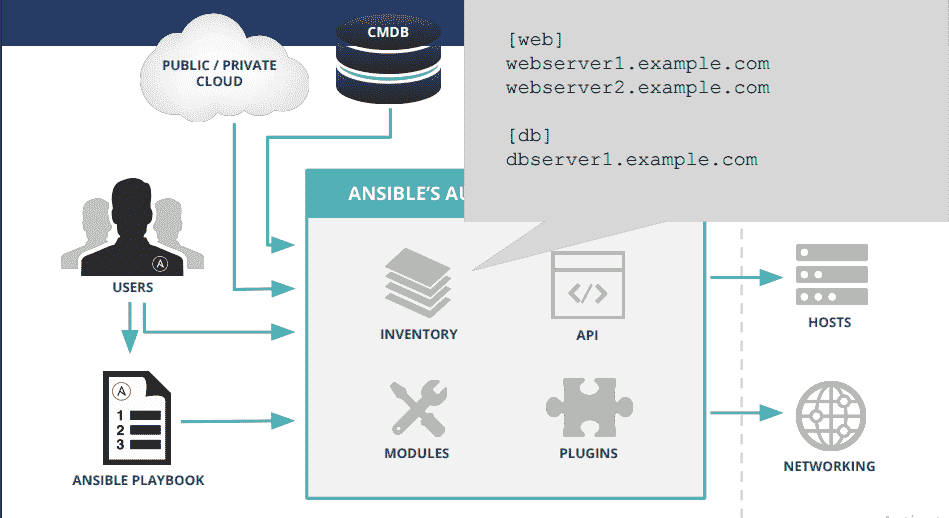 PUBLIC / PRIVATE
CLOUD
CMDB
[web]
webserver1.example.com
webserver2.example.com
[db]
dbserver1.example.com
ANSIBLE'S
USERS
A
INVENTORY
</>
API
HOSTS
A
1
2
3
MODULES
PLUGINS
ANSIBLE PLAYBOOK
NETWORKING